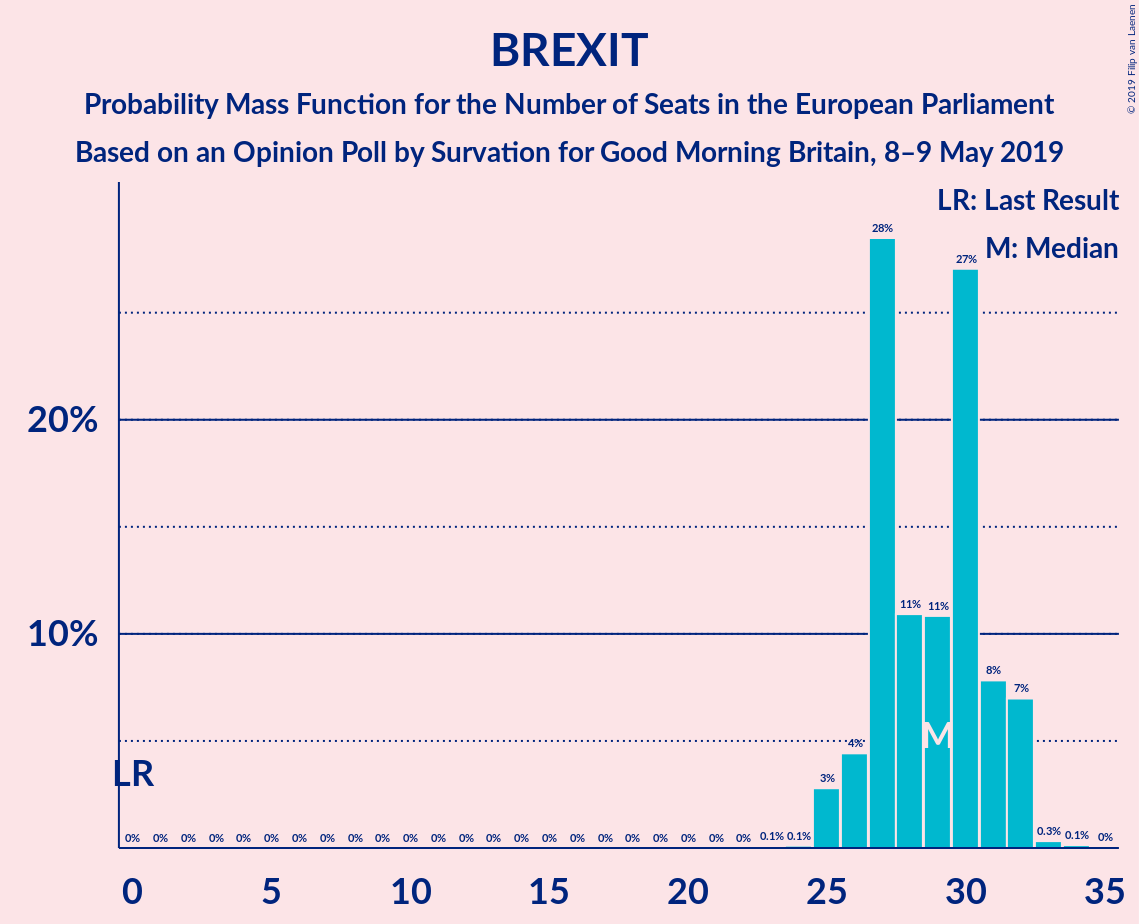 BREXIT
Probability Mass Function for the Number of Seats in the European Parliament
Based on an Opinion Poll by Survation for Good Morning Britain, 8–9 May 2019
© 2019 Filip van Laenen
LR: Last Result
M: Median
28%
27%
20%
11% 11%
10%
8%
7%
M
4%
LR
3%
0% 0% 0% 0% 0% 0% 0% 0% 0% 0% 0% 0% 0% 0% 0% 0% 0% 0% 0% 0% 0% 0% 0% 0.1% 0.1% 0.3% 0.1% 0%
0 5 10 15 20 25 30 35